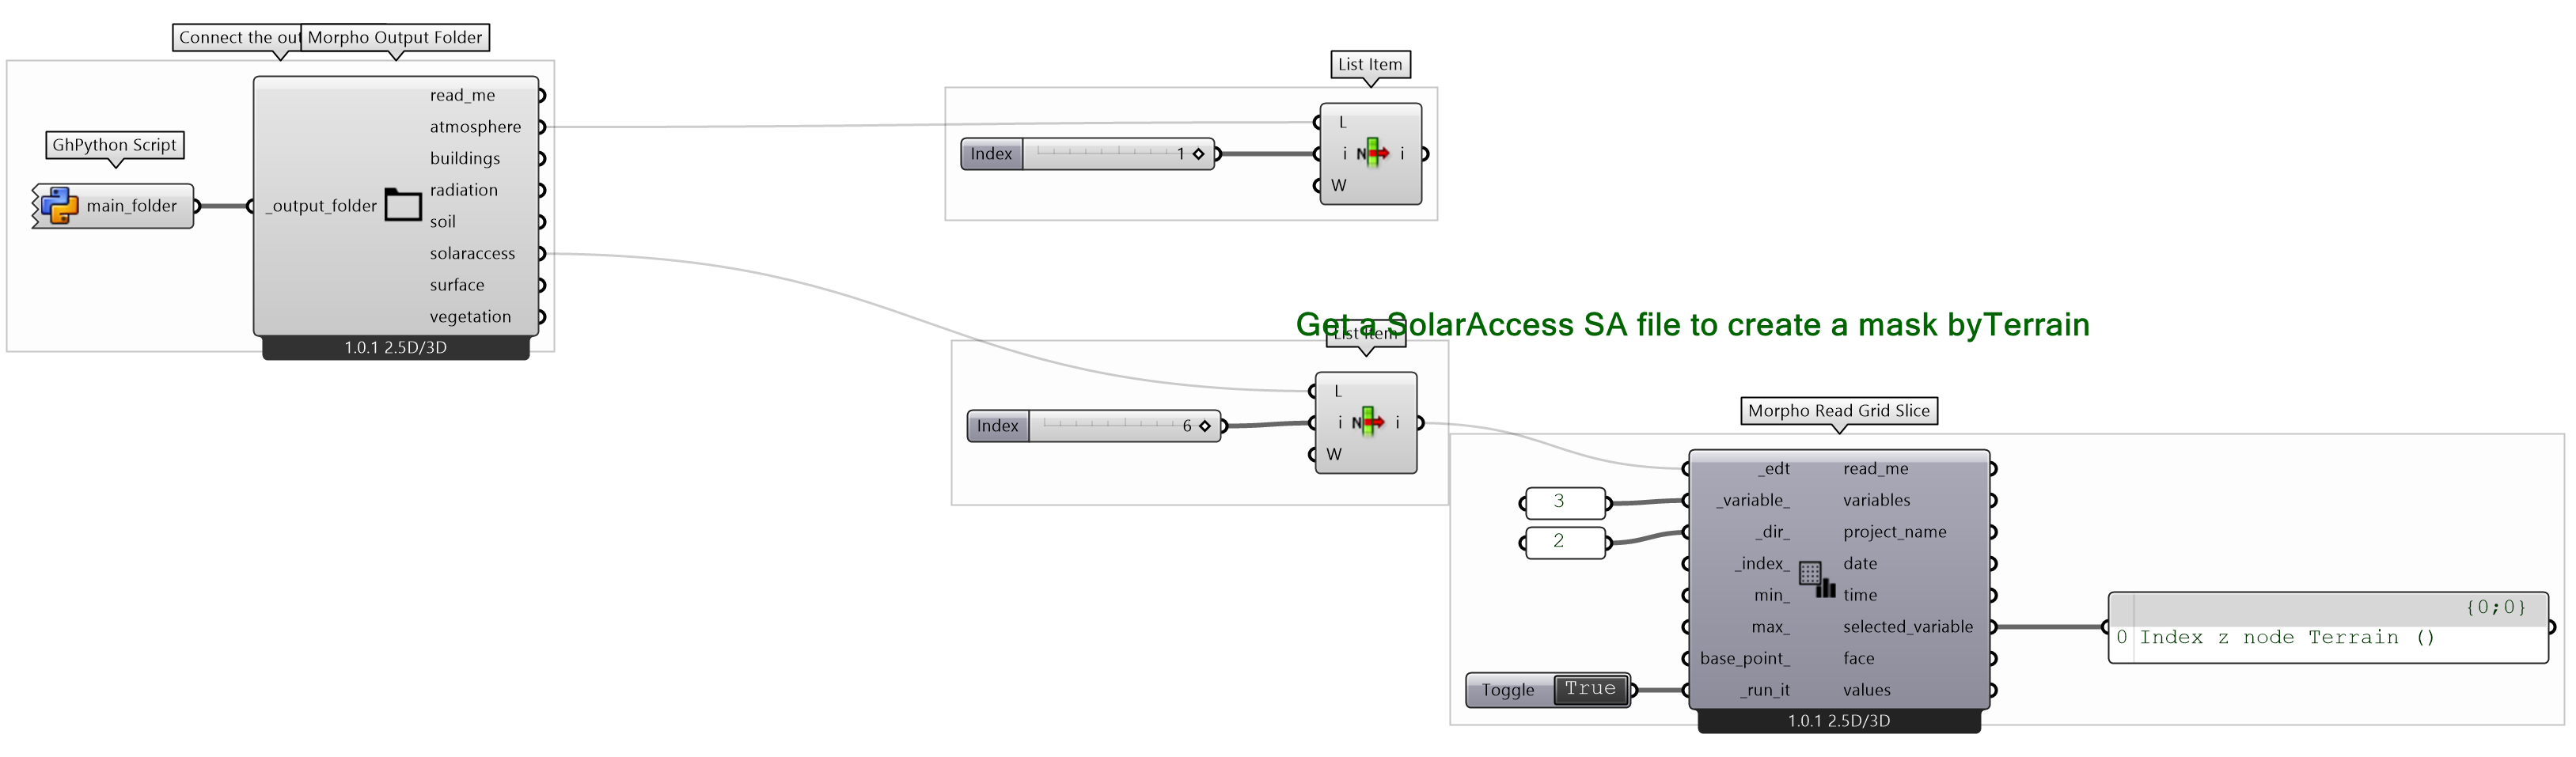 Connect the out
Morpho Output Folder
GhPython Script
main_folder
_output_folder
read_me
atmosphere
buildings
radiation
soil
solaraccess
surface
vegetation
1.0.1 2.5D/3D
List Item
Index
1
L
i
N
i
W
Get a SolarAccess SA file to create a mask byTerrain
List Item
Index
6
L
i
N
i
W
Morpho Read Grid Slice
3
2
Toggle
True
_edt
_variable_
_dir_
_index_
min_
max_
base_point_
_run_it
read_me
variables
project_name
date
time
selected_variable
face
values
1.0.1 2.5D/3D
{0;0}
0 Index z node Terrain ()